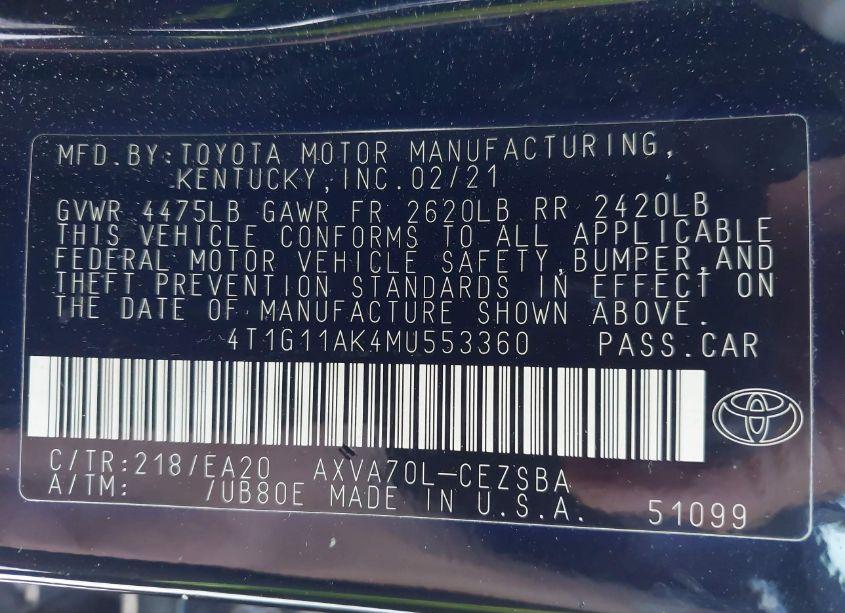 MFD.BY:TOYOTA MOTOR MANUFACTURING,
KENTUCKY,INC.02/21
GVWR 4475LB GAWR FR 2620LB RR 2420LB
THIS VEHICLE CONFORMS TO ALL APPLICABLE
FEDERAL MOTOR VEHICLE SAFETY,BUMPER,AND
THEFT PREVENTION STANDARDS IN EFFECT ON
THE DATE OF MANUFACTURE SHOWN ABOVE.
4T1G11AK4MU553360 PASS.CAR
C/TR:218/EA20 AXVA70L-CEZSBA
A/TM: /UB80E MADE IN U.S.A. 51099